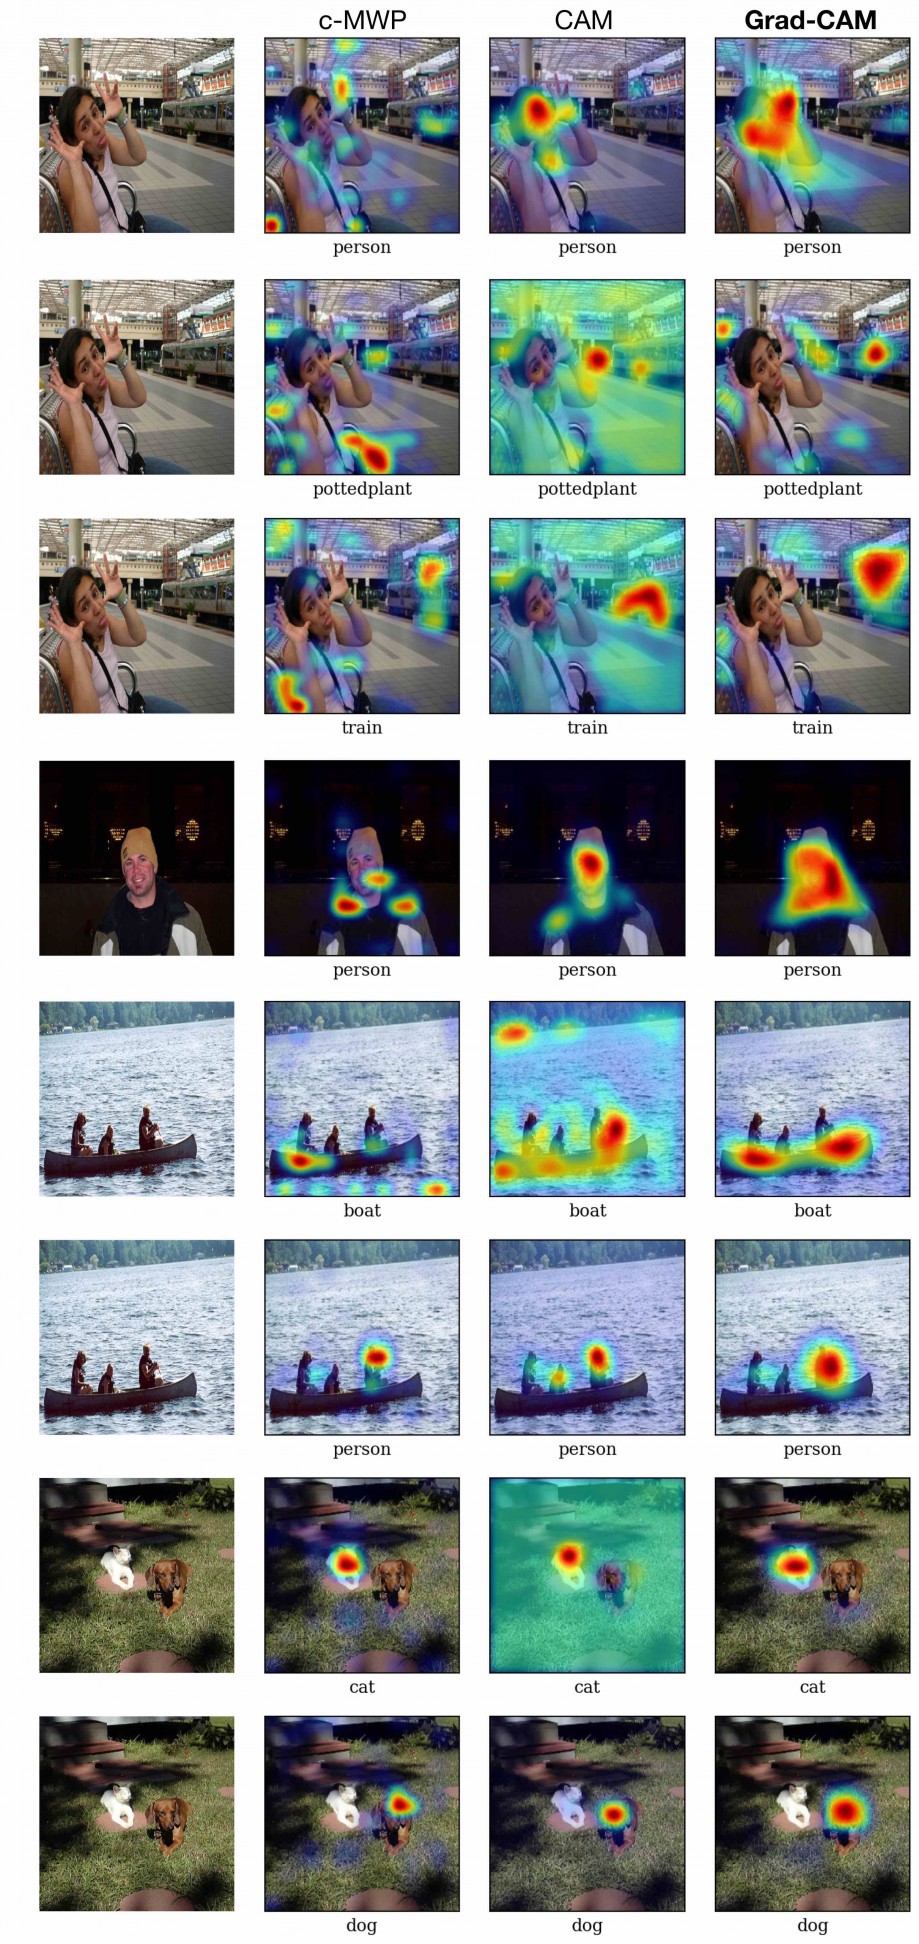 c-MWP CAM Grad-CAM
person person person
pottedplant pottedplant pottedplant
train train train
person person person
boat boat boat
person person person
cat cat cat
dog dog dog